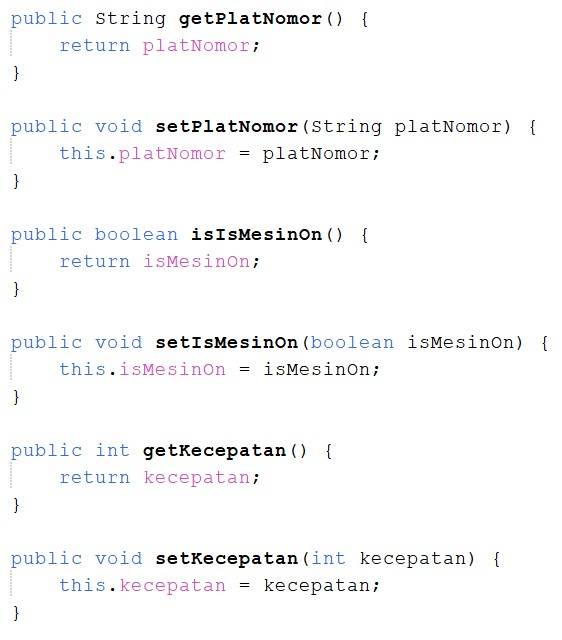 public String getPlatNomor() {
    return platNomor;
}

public void setPlatNomor(String platNomor) {
    this.platNomor = platNomor;
}

public boolean isIsMesinOn() {
    return isMesinOn;
}

public void setIsMesinOn(boolean isMesinOn) {
    this.isMesinOn = isMesinOn;
}

public int getKecepatan() {
    return kecepatan;
}

public void setKecepatan(int kecepatan) {
    this.kecepatan = kecepatan;
}